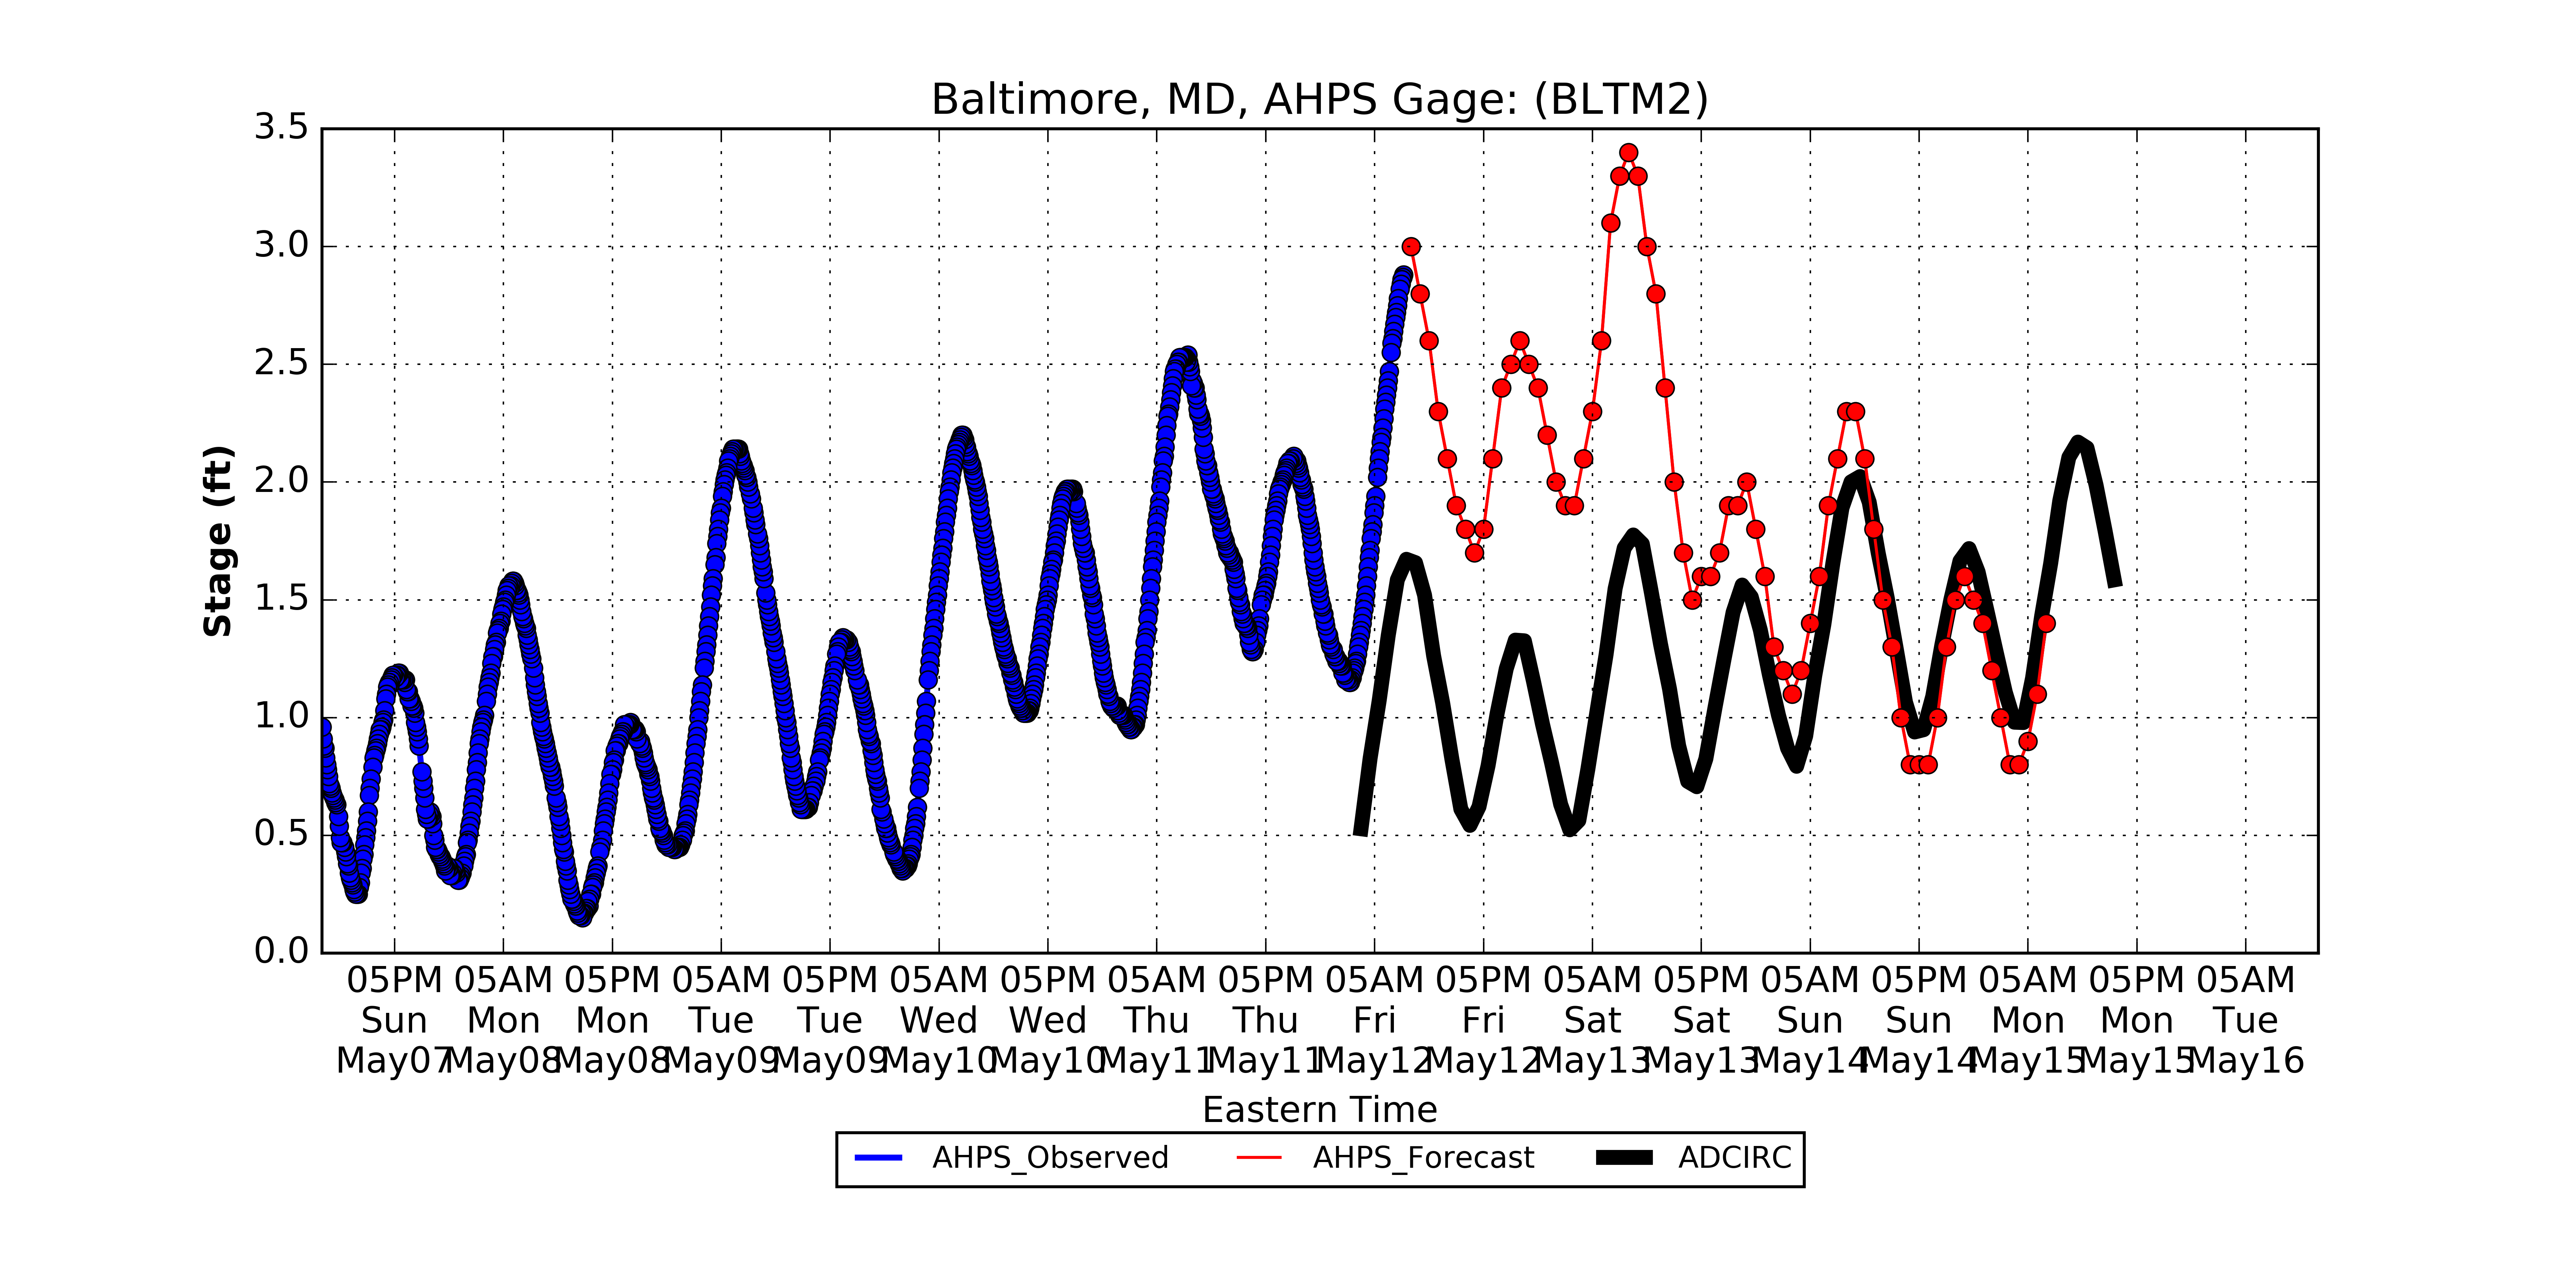 Baltimore, MD, AHPS Gage: (BLTM2)
3.5
3.0
2.5
2.0
1.5
1.0
0.5
0.0
Stage (ft)
05PM 05AM 05PM 05AM 05PM 05AM 05PM 05AM 05PM 05AM 05PM 05AM 05PM 05AM 05PM 05AM 05PM 05AM
Sun Mon Mon Tue Tue Wed Wed Thu Thu Fri Fri Sat Sat Sun Sun Mon Mon Tue
May07 May08 May08 May09 May09 May10 May10 May11 May11 May12 May12 May13 May13 May14 May14 May15 May15 May16
Eastern Time
AHPS_Observed AHPS_Forecast ADCIRC